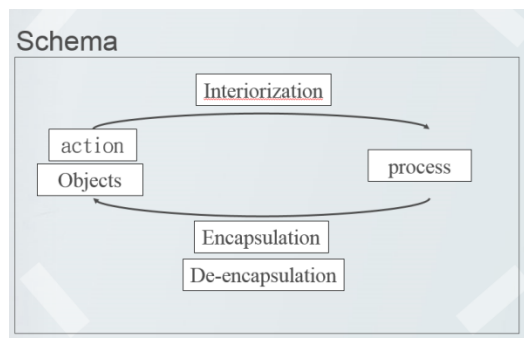 Schema
Interiorization
action
Objects
process
Encapsulation
De-encapsulation